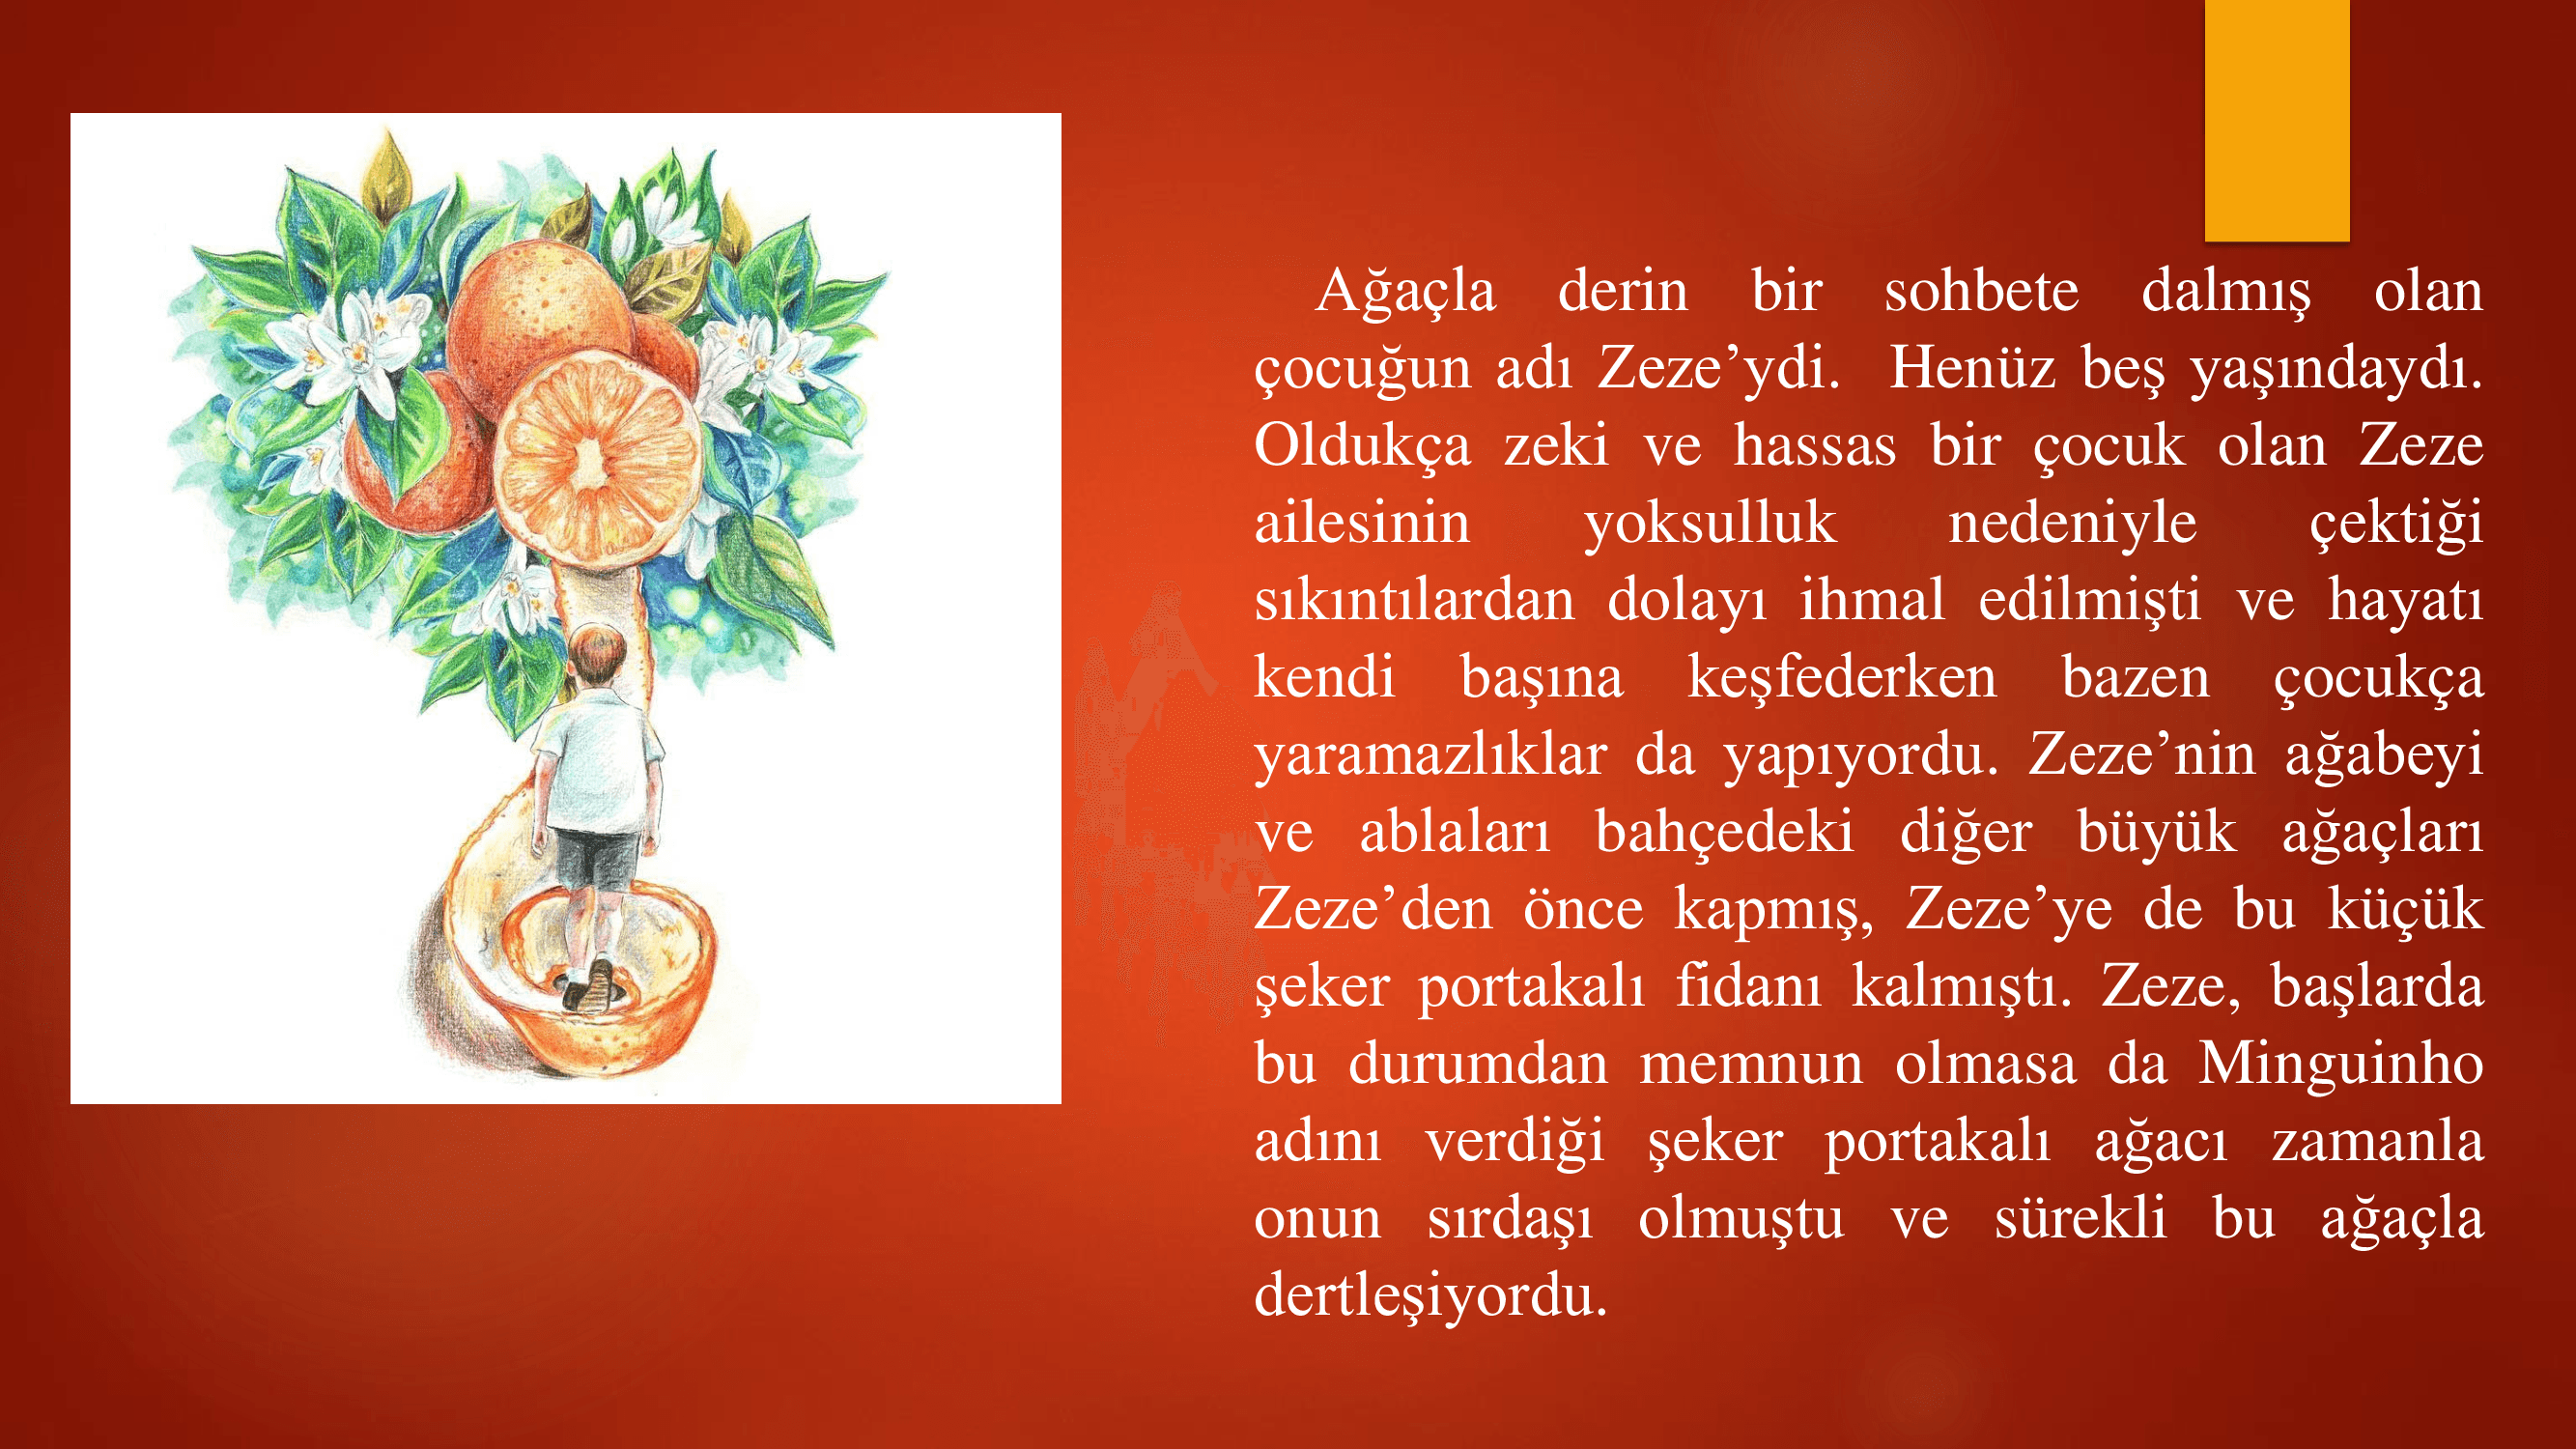 Ağaçla derin bir sohbete dalmış olan
çocuğun adı Zeze’ydi. Henüz beş yaşındaydı.
Oldukça zeki ve hassas bir çocuk olan Zeze
ailesinin yoksulluk nedeniyle çektiği
sıkıntılardan dolayı ihmal edilmişti ve hayatı
kendi başına keşfederken bazen çocukça
yaramazlıklar da yapıyordu. Zeze’nin ağabeyi
ve ablaları bahçedeki diğer büyük ağaçları
Zeze’den önce kapmış, Zeze’ye de bu küçük
şeker portakalı fidanı kalmıştı. Zeze, başlarda
bu durumdan memnun olmasa da Minguinho
adını verdiği şeker portakalı ağacı zamanla
onun sırdaşı olmuştu ve sürekli bu ağaçla
dertleşiyordu.